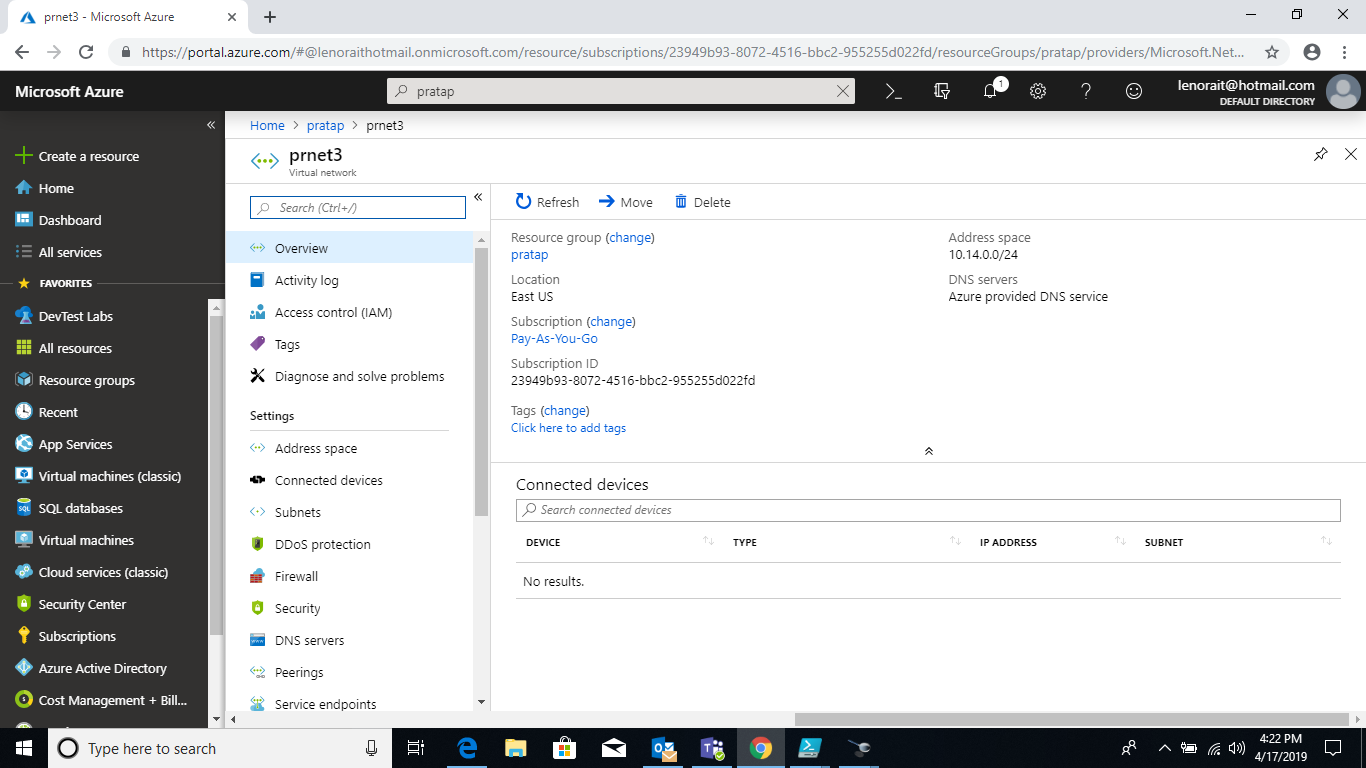 prnet3 - Microsoft Azure
https://portal.azure.com/#@lenoraithotmail.onmicrosoft.com/resource/subscriptions/23949b93-8072-4516-bbc2-955255d022fd/resourceGroups/pratap/providers/Microsoft.Net...
Microsoft Azure
pratap
1
lenorait@hotmail.com
DEFAULT DIRECTORY
Create a resource
Home
Dashboard
All services
FAVORITES
DevTest Labs
All resources
Resource groups
Recent
App Services
Virtual machines (classic)
SQL databases
Virtual machines
Cloud services (classic)
Security Center
Subscriptions
Azure Active Directory
Cost Management + Bill...
Home > pratap > prnet3
prnet3
Virtual network
Search (Ctrl+/)
Overview
Activity log
Access control (IAM)
Tags
Diagnose and solve problems
Settings
Address space
Connected devices
Subnets
DDoS protection
Firewall
Security
DNS servers
Peerings
Service endpoints
Refresh Move Delete
Resource group (change)
pratap
Location
East US
Subscription (change)
Pay-As-You-Go
Subscription ID
23949b93-8072-4516-bbc2-955255d022fd
Tags (change)
Click here to add tags
Address space
10.14.0.0/24
DNS servers
Azure provided DNS service
Connected devices
Search connected devices
DEVICE TYPE IP ADDRESS SUBNET
No results.
Type here to search
4:22 PM
4/17/2019